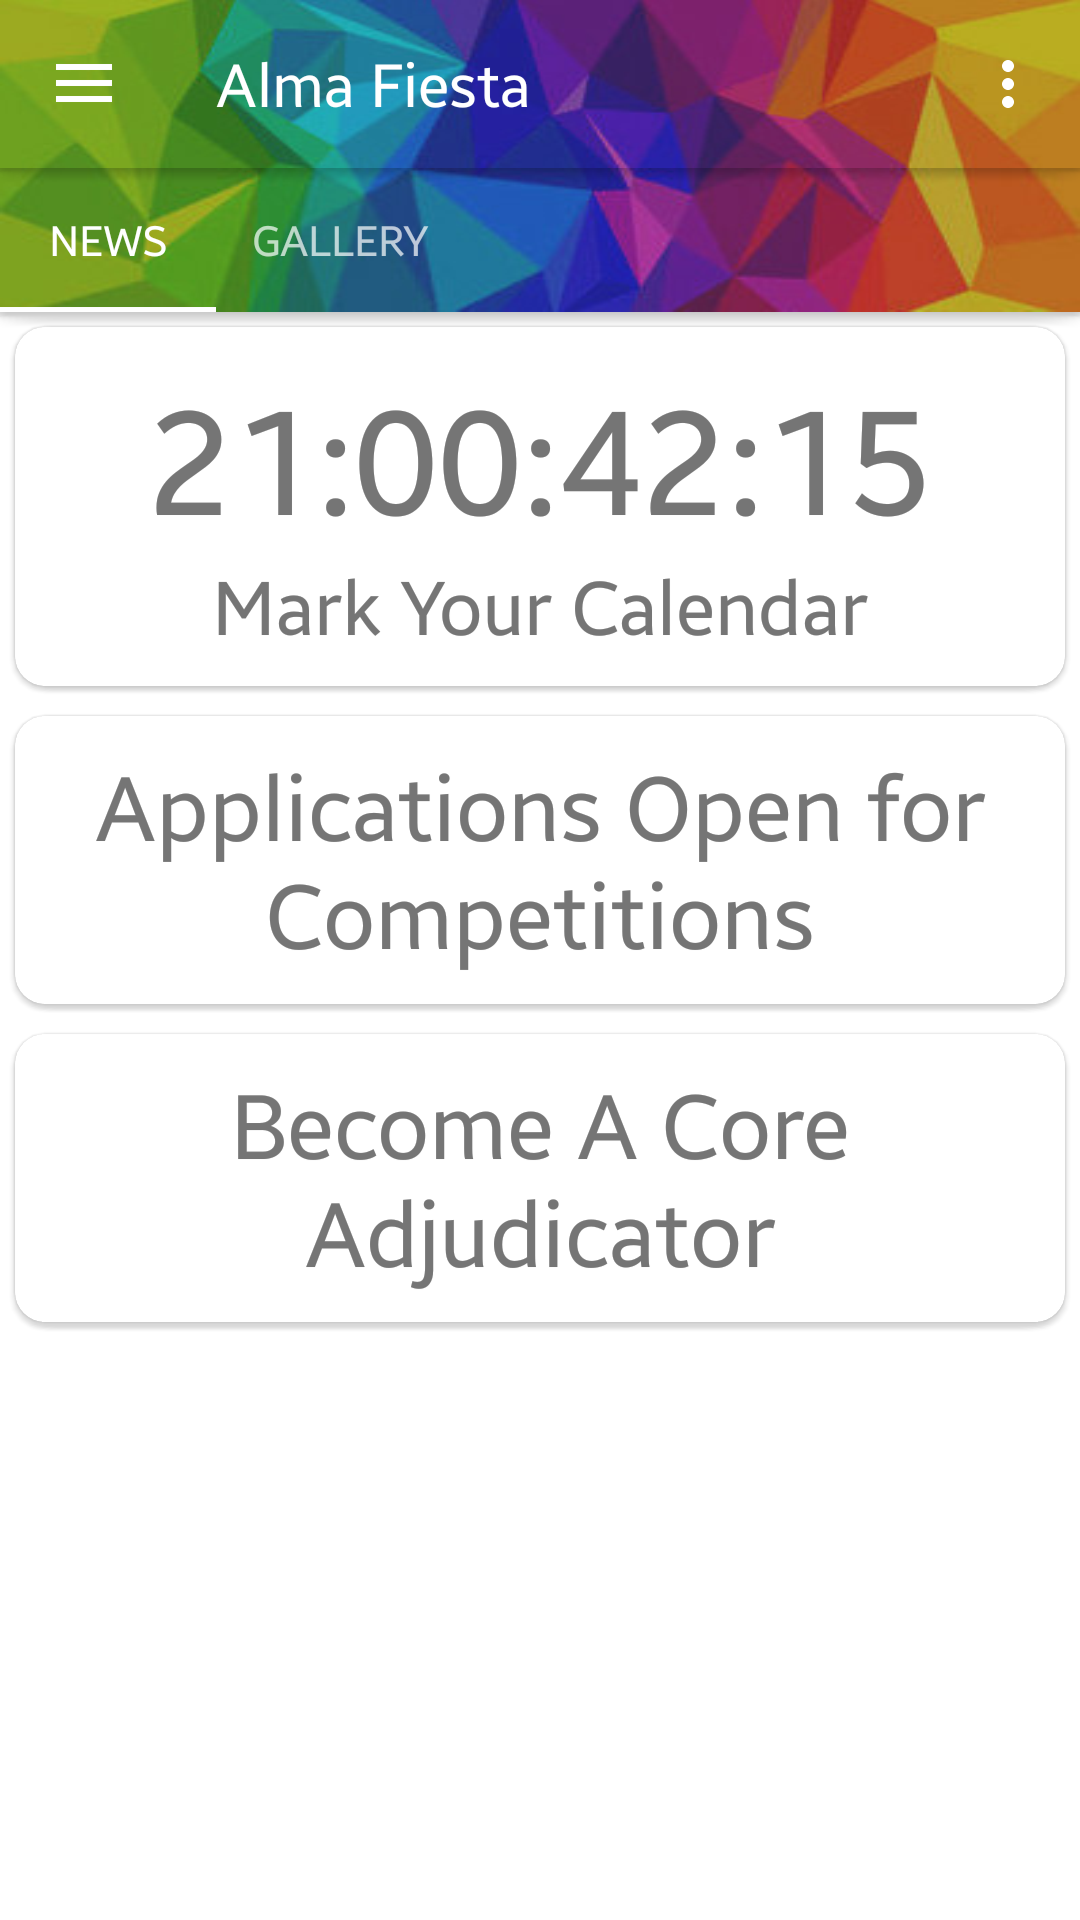 Alma Fiesta
NEWS GALLERY
21:00:42:15
Mark Your Calendar
Applications Open for
Competitions
Become A Core
Adjudicator